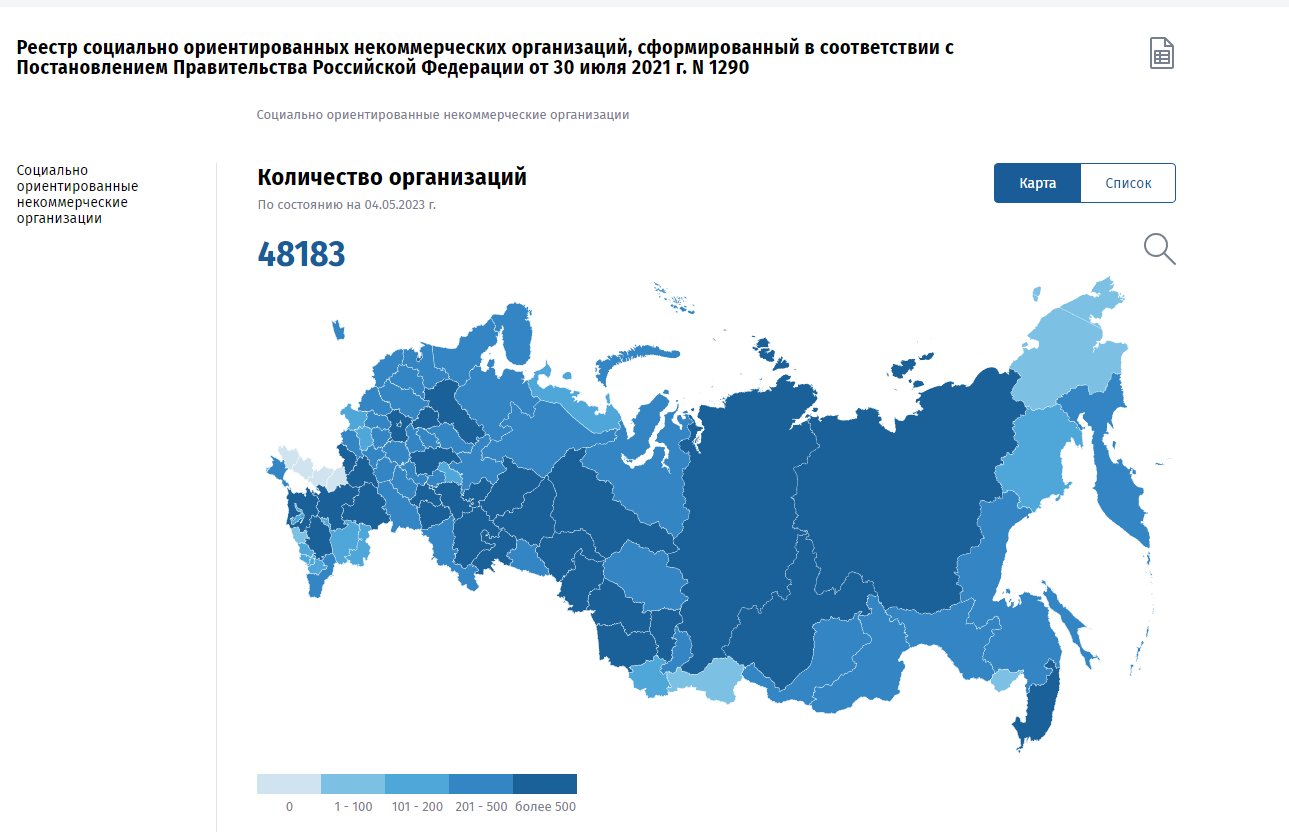 Реестр социально ориентированных некоммерческих организаций, сформированный в соответствии с
Постановлением Правительства Российской Федерации от 30 июля 2021 г. N 1290
Социально ориентированные некоммерческие организации
Социально
ориентированные
некоммерческие
организации
Количество организаций
Карта
Список
По состоянию на 04.05.2023 г.
48183
0
1 - 100
101 - 200
201 - 500
более 500